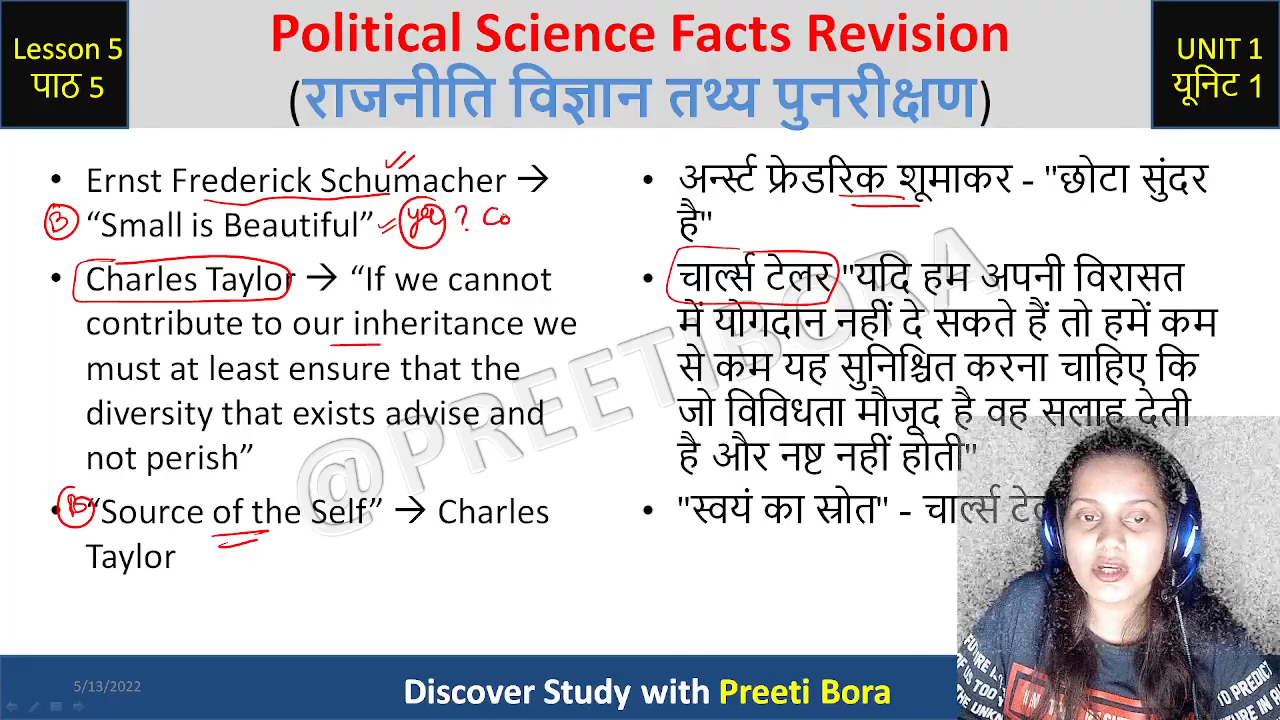 Lesson 5
पाठ 5
Political Science Facts Revision
(राजनीति विज्ञान तथ्य पुनरीक्षण)
UNIT 1
यूनिट 1
• Ernst Frederick Schumacher →
B "Small is Beautiful" yer ? Co
• Charles Taylor → "If we cannot
contribute to our inheritance we
must at least ensure that the
diversity that exists advise and
not perish"
• B "Source of the Self" → Charles
Taylor
• अर्न्स्ट फ्रेडरिक शूमाकर - "छोटा सुंदर
है"
• चार्ल्स टेलर "यदि हम अपनी विरासत
में योगदान नहीं दे सकते हैं तो हमें कम
से कम यह सुनिश्चित करना चाहिए कि
जो विविधता मौजूद है वह सलाह देती
है और नष्ट नहीं होती"
• "स्वयं का स्रोत" - चार्ल्स
@PREETIBORA
5/13/2022
Discover Study with Preeti Bora